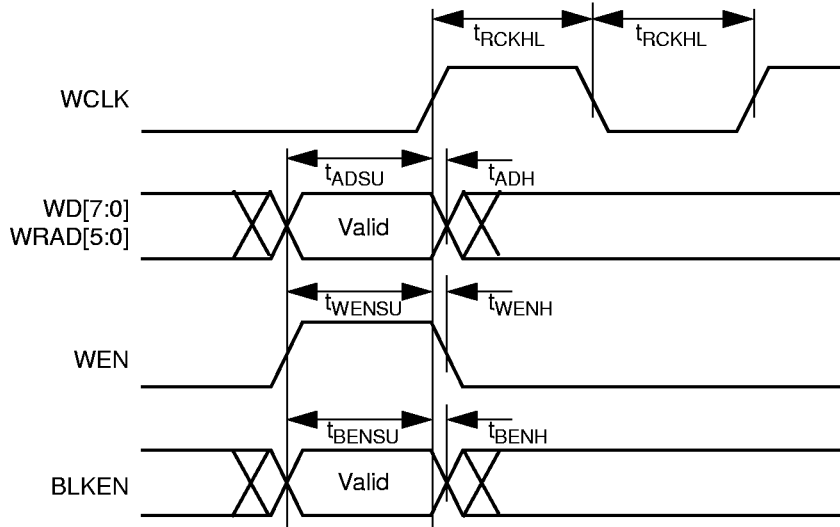 tRCKHL tRCKHL
WCLK
tADSU tADH
WD[7:0]
WRAD[5:0]
Valid
tWENSU tWENH
WEN
tBENSU tBENH
BLKEN
Valid